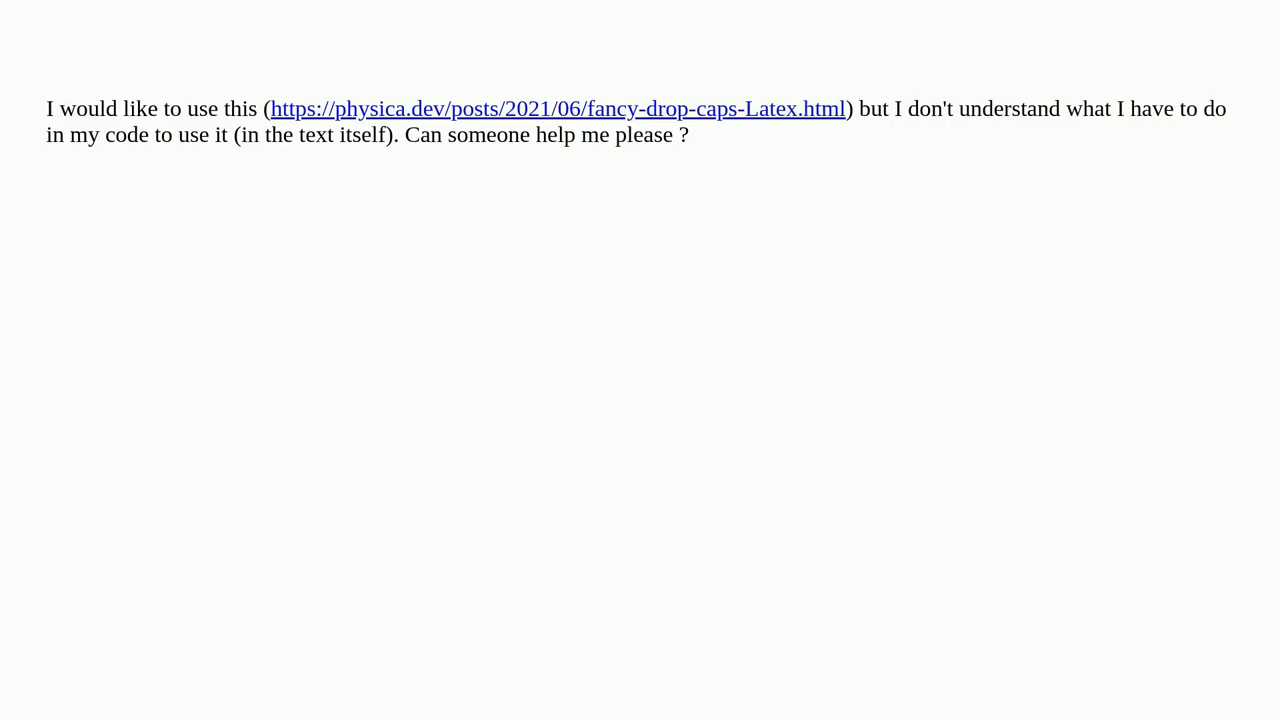 I would like to use this (https://physica.dev/posts/2021/06/fancy-drop-caps-Latex.html) but I don't understand what I have to do
in my code to use it (in the text itself). Can someone help me please ?